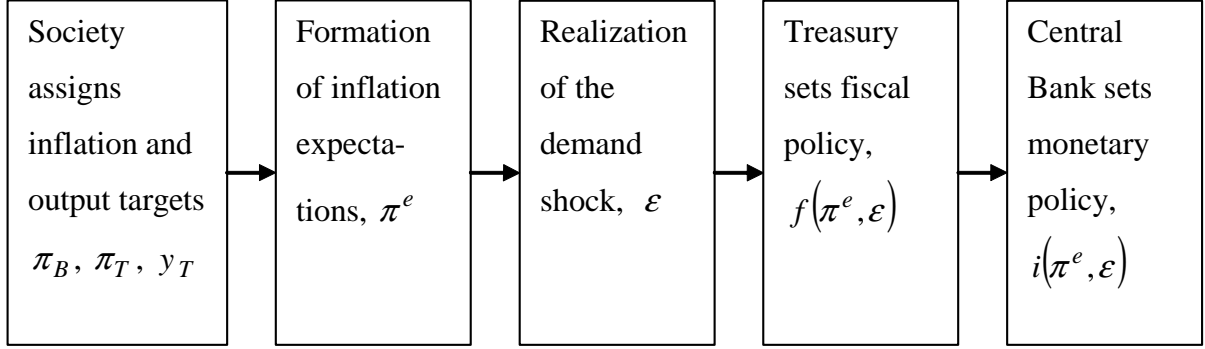 Society
assigns
inflation and
output targets
π_B, π_T, y_T
Formation
of inflation
expecta-
tions, π^e
Realization
of the
demand
shock, ε
Treasury
sets fiscal
policy,
f(π^e, ε)
Central
Bank sets
monetary
policy,
i(π^e, ε)